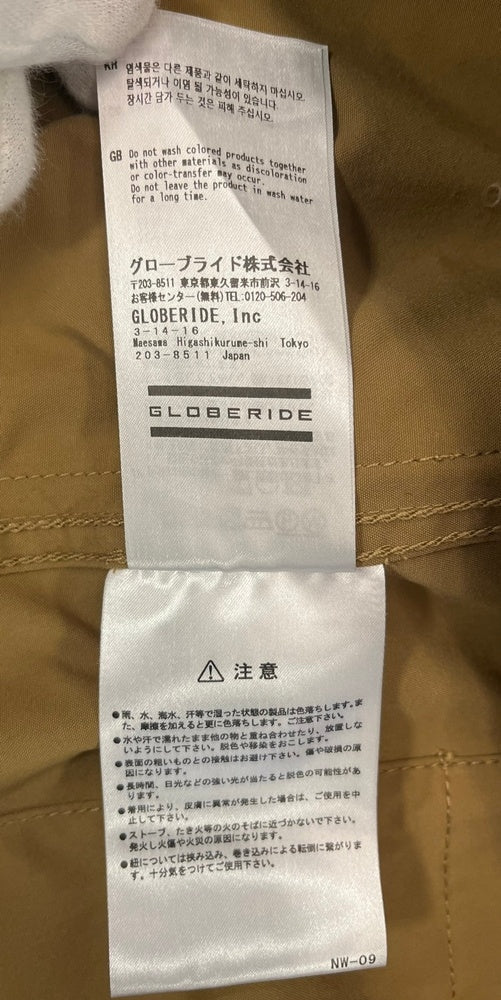 KR 염색물은 다른 제품과 같이 세탁하지 마십시오.
탈색되거나 이염 될 가능성이 있습니다.
장시간 담가 두는 것은 피해 주십시오.
GB Do not wash colored products together
with other materials as discoloration
or color-transfer may occur.
Do not leave the product in wash water
for a long time.
グローブライド株式会社
〒203-8511 東京都東久留米市前沢 3-14-16
お客様センター(無料)TEL:0120-506-204
GLOBERIDE, Inc
3-14-16
Maesawa Higashikurume-shi Tokyo
203-8511 Japan
GLOBERIDE
⚠ 注意
●雨、水、海水、汗等で湿った状態の製品は色落ちします。ま
た、摩擦を加えると更に色落ちします。ご注意下さい。
●水や汗で濡れたまま他の物と重ね合わせたり、放置しな
いようにして下さい。脱色や移染をおこします。
●表面の粗いものとの接触はお避け下さい。傷や破損の原
因になります。
●長時間、日光などの強い光が当たると脱色の可能性があ
ります。
●着用により、皮膚に異常が発生した場合は、ご使用を中
止して下さい。
●ストーブ、たき火等の火のそばに近づかないで下さい。
発火し火傷や火災の原因になります。
●紐については挟み込み、巻き込みによる転倒に繋がりま
す。十分気をつけてご使用下さい。
NW-09